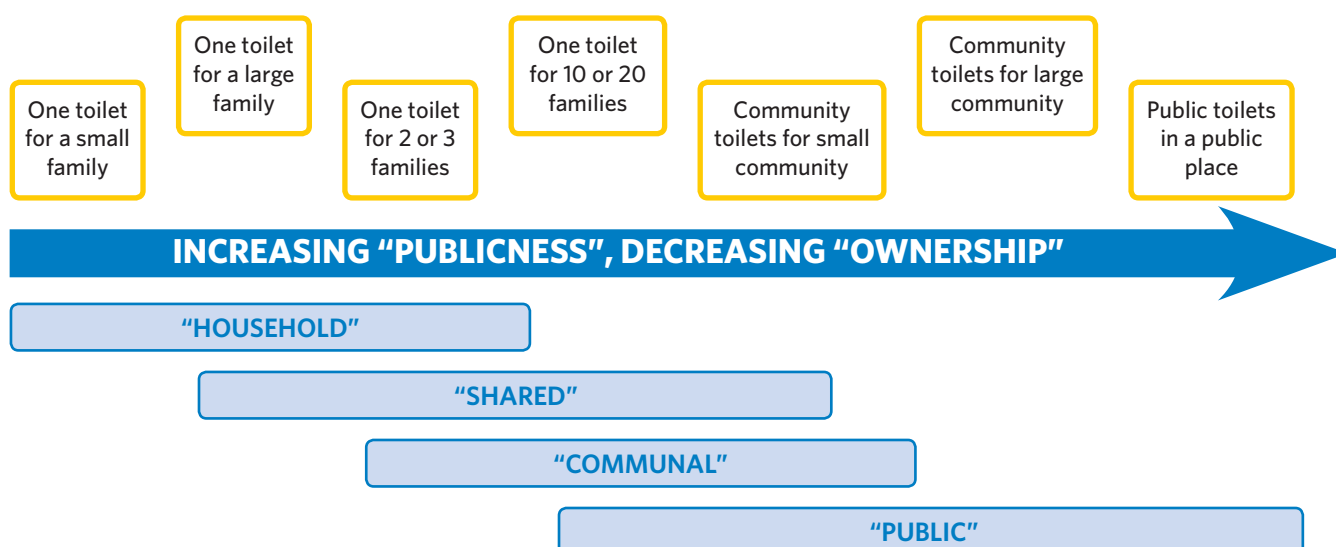 One toilet
for a small
family
One toilet
for a large
family
One toilet
for 2 or 3
families
One toilet
for 10 or 20
families
Community
toilets for small
community
Community
toilets for large
community
Public toilets
in a public
place
INCREASING “PUBLICNESS”, DECREASING “OWNERSHIP”
“HOUSEHOLD”
“SHARED”
“COMMUNAL”
“PUBLIC”